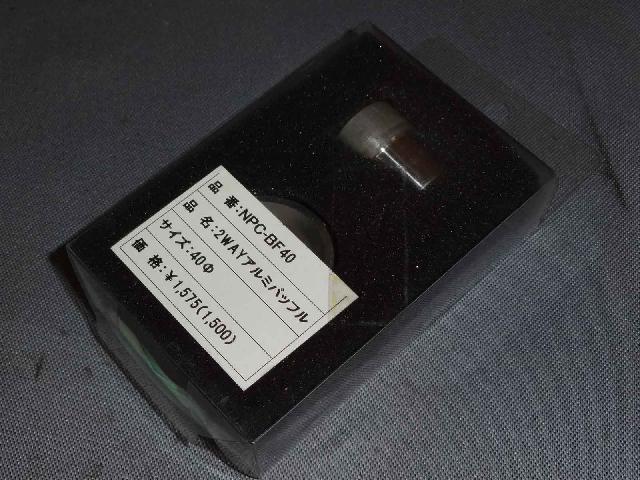 品 番:NPC-BF40
品 名:2WAYアルミバッフル
サイズ:40Φ
価 格:¥1,575(1,500)